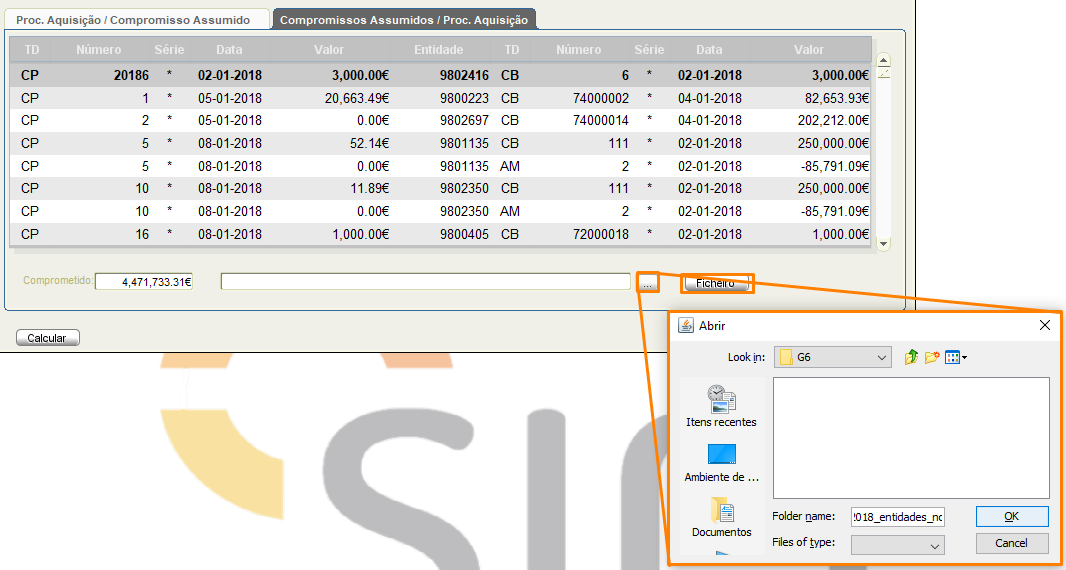 Proc. Aquisição / Compromisso Assumido Compromissos Assumidos / Proc. Aquisição
TD Número Série Data Valor Entidade TD Número Série Data Valor
CP 20186 * 02-01-2018 3,000.00€ 9802416 CB 6 * 02-01-2018 3,000.00€
CP 1 * 05-01-2018 20,663.49€ 9800223 CB 74000002 * 04-01-2018 82,653.93€
CP 2 * 05-01-2018 0.00€ 9802697 CB 74000014 * 04-01-2018 202,212.00€
CP 5 * 08-01-2018 52.14€ 9801135 CB 111 * 02-01-2018 250,000.00€
CP 5 * 08-01-2018 0.00€ 9801135 AM 2 * 02-01-2018 -85,791.09€
CP 10 * 08-01-2018 11.89€ 9802350 CB 111 * 02-01-2018 250,000.00€
CP 10 * 08-01-2018 0.00€ 9802350 AM 2 * 02-01-2018 -85,791.09€
CP 16 * 08-01-2018 1,000.00€ 9800405 CB 72000018 * 02-01-2018 1,000.00€
Comprometido: 4,471,733.31€ ... Ficheiro
Calcular
Abrir
Look in: G6
Itens recentes
Ambiente de ...
Documentos
Folder name: 2018_entidades_no
OK
Files of type:
Cancel